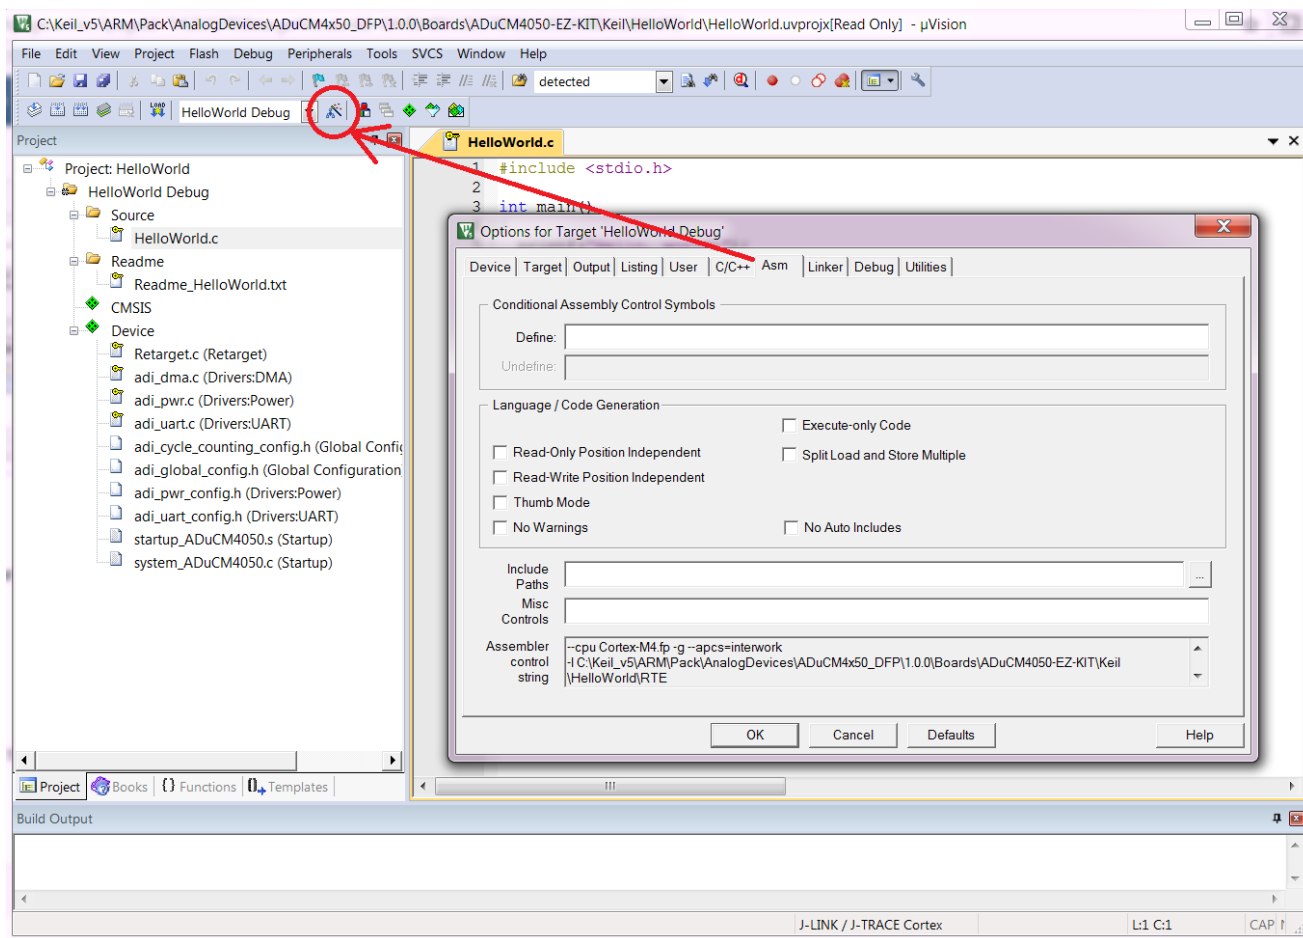 C:\Keil_v5\ARM\Pack\AnalogDevices\ADuCM4x50_DFP\1.0.0\Boards\ADuCM4050-EZ-KIT\Keil\HelloWorld\HelloWorld.uvprojx[Read Only] - µVision
File Edit View Project Flash Debug Peripherals Tools SVCS Window Help
detected
LOAD HelloWorld Debug
Project
HelloWorld.c
Project: HelloWorld
HelloWorld Debug
Source
HelloWorld.c
Readme
Readme_HelloWorld.txt
CMSIS
Device
Retarget.c (Retarget)
adi_dma.c (Drivers:DMA)
adi_pwr.c (Drivers:Power)
adi_uart.c (Drivers:UART)
adi_cycle_counting_config.h (Global Config
adi_global_config.h (Global Configuration
adi_pwr_config.h (Drivers:Power)
adi_uart_config.h (Drivers:UART)
startup_ADuCM4050.s (Startup)
system_ADuCM4050.c (Startup)
1 #include <stdio.h>
2
3 int main()
Options for Target 'HelloWorld Debug'
Device Target Output Listing User C/C++ Asm Linker Debug Utilities
Conditional Assembly Control Symbols
Define:
Undefine:
Language / Code Generation
Execute-only Code
Read-Only Position Independent
Split Load and Store Multiple
Read-Write Position Independent
Thumb Mode
No Warnings
No Auto Includes
Include
Paths
...
Misc
Controls
Assembler
control
string
--cpu Cortex-M4.fp -g --apcs=interwork
-I C:\Keil_v5\ARM\Pack\AnalogDevices\ADuCM4x50_DFP\1.0.0\Boards\ADuCM4050-EZ-KIT\Keil
\HelloWorld\RTE
OK Cancel Defaults Help
Project Books {} Functions Templates
Build Output
J-LINK / J-TRACE Cortex L:1 C:1 CAP